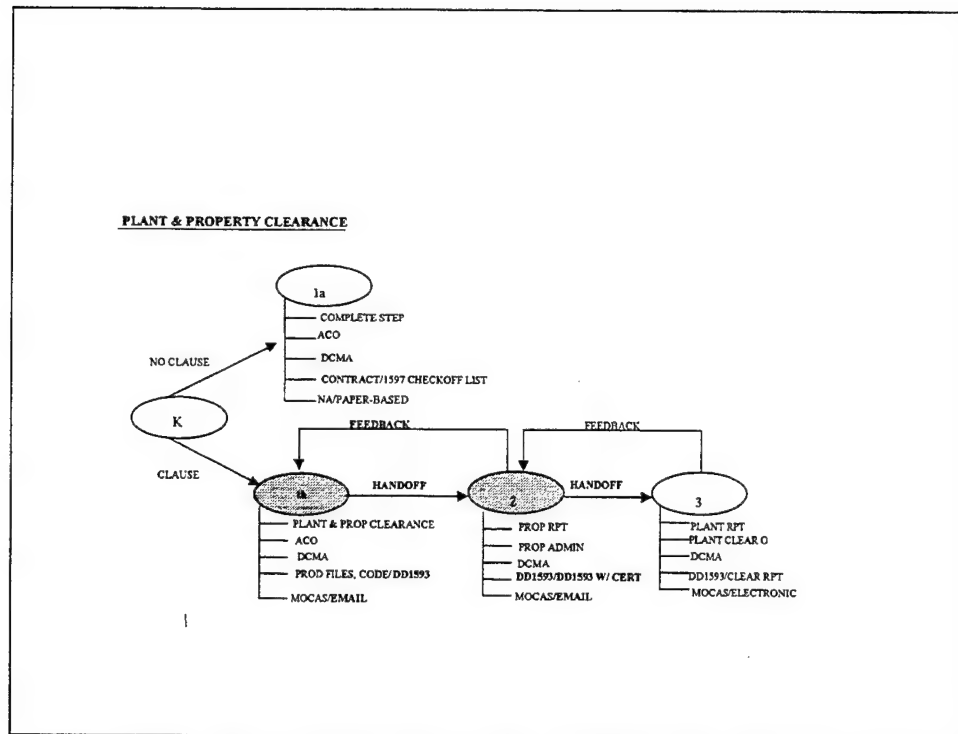 PLANT & PROPERTY CLEARANCE
1a
COMPLETE STEP
ACO
DCMA
CONTRACT/1597 CHECKOFF LIST
NA/PAPER-BASED
NO CLAUSE
K
CLAUSE
FEEDBACK
FEEDBACK
HANDOFF
2
HANDOFF
3
PLANT & PROP CLEARANCE
ACO
DCMA
PROD FILES, CODE/DD1593
MOCAS/EMAIL
PROP RPT
PROP ADMIN
DCMA
DD1593/DD1593 W/ CERT
MOCAS/EMAIL
PLANT RPT
PLANT CLEAR O
DCMA
DD1593/CLEAR RPT
MOCAS/ELECTRONIC